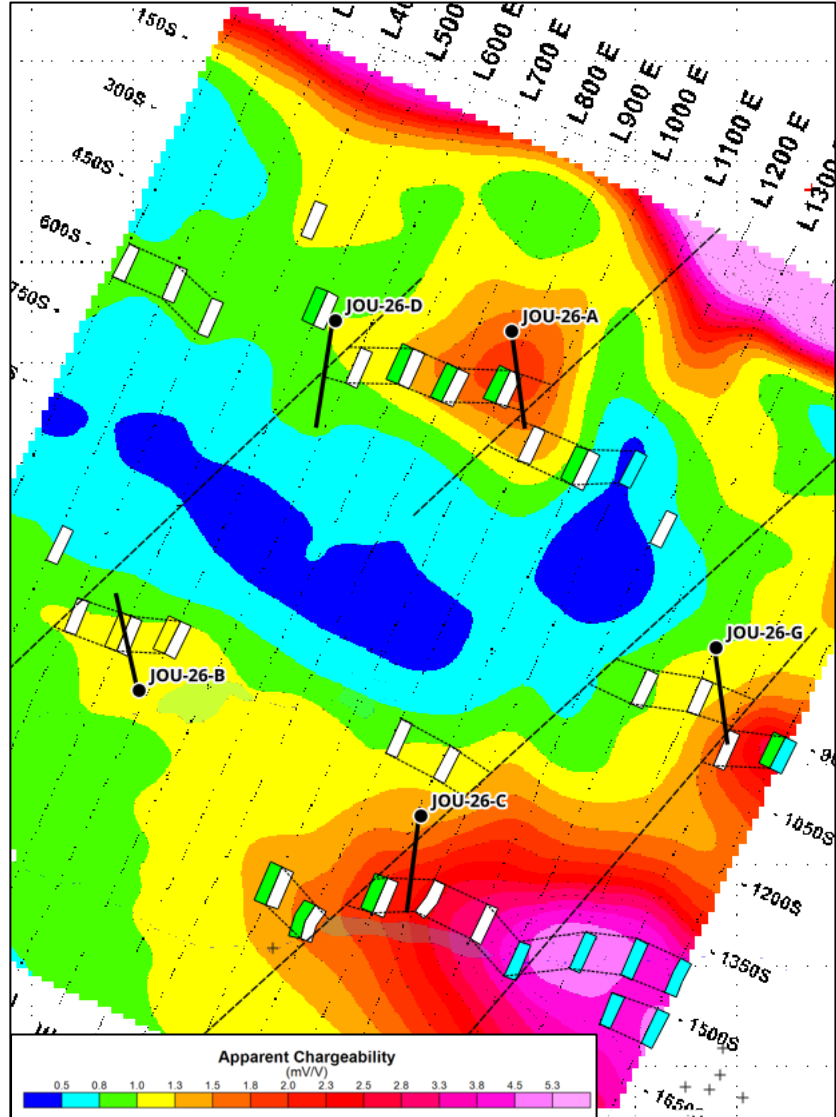 150S -
L400 E
L500 E
L600 E
L700 E
L800 E
L900 E
L1000 E
L1100 E
L1200 E
L1300
300S -
450S -
600S -
750S -
JOU-26-D
JOU-26-A
JOU-26-G
JOU-26-B
JOU-26-C
- 1050S
- 1200S
- 1350S
- 1500S
- 1650S
Apparent Chargeability
(mV/V)
0.5 0.8 1.0 1.3 1.5 1.8 2.0 2.3 2.5 2.8 3.3 3.8 4.5 5.3